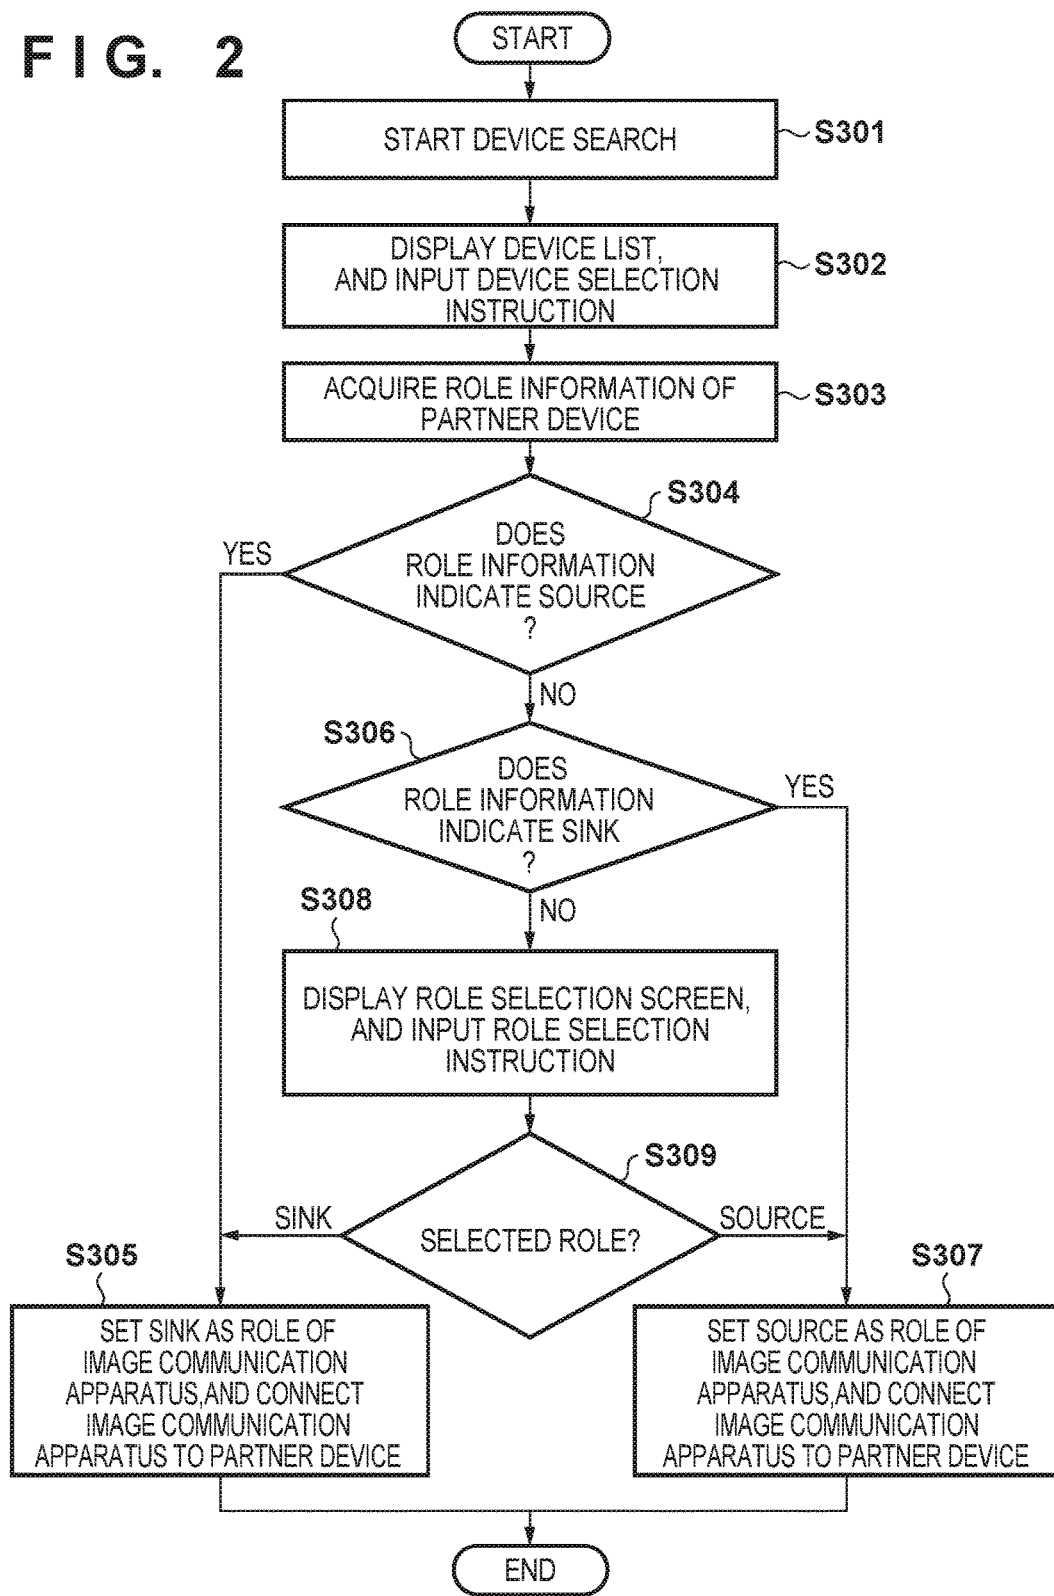 FIG. 2
START
START DEVICE SEARCH
S301
DISPLAY DEVICE LIST,
AND INPUT DEVICE SELECTION
INSTRUCTION
S302
ACQUIRE ROLE INFORMATION OF
PARTNER DEVICE
S303
S304
DOES
ROLE INFORMATION
INDICATE SOURCE
?
YES
NO
S306
DOES
ROLE INFORMATION
INDICATE SINK
?
YES
NO
S308
DISPLAY ROLE SELECTION SCREEN,
AND INPUT ROLE SELECTION
INSTRUCTION
S309
SELECTED ROLE?
SINK
SOURCE
S305
SET SINK AS ROLE OF
IMAGE COMMUNICATION
APPARATUS,AND CONNECT
IMAGE COMMUNICATION
APPARATUS TO PARTNER DEVICE
S307
SET SOURCE AS ROLE OF
IMAGE COMMUNICATION
APPARATUS,AND CONNECT
IMAGE COMMUNICATION
APPARATUS TO PARTNER DEVICE
END